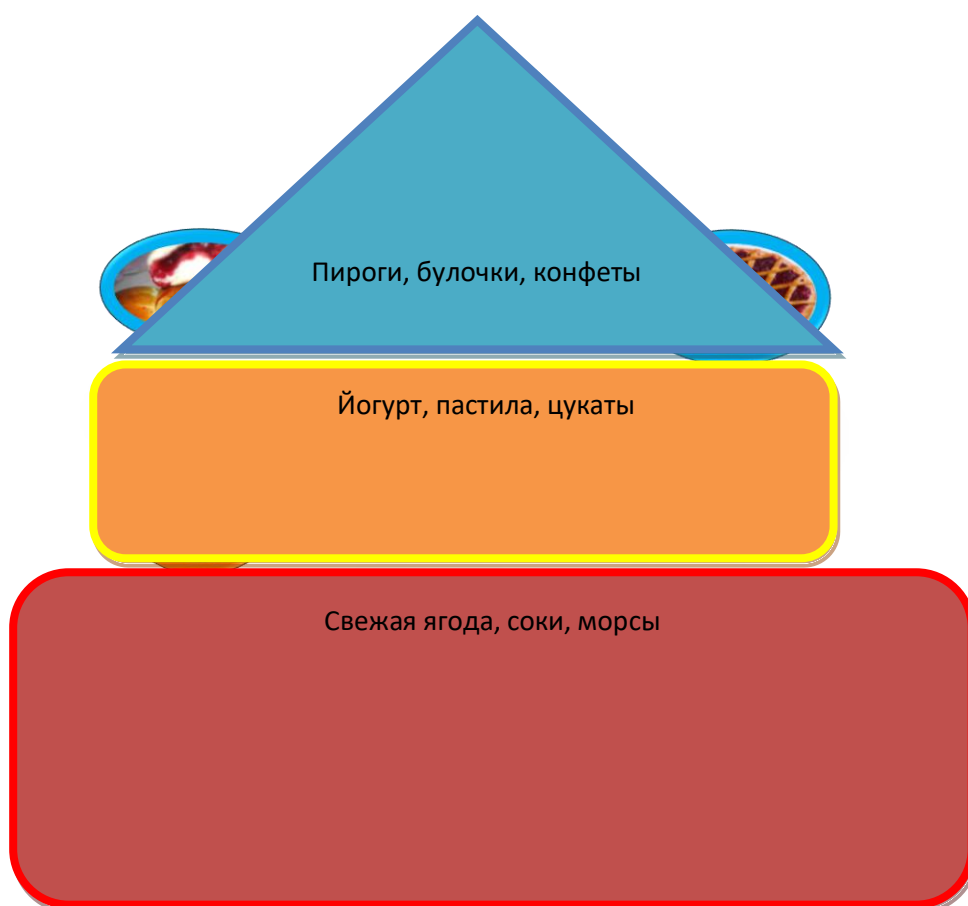 Пироги, булочки, конфеты
Йогурт, пастила, цукаты
Свежая ягода, соки, морсы